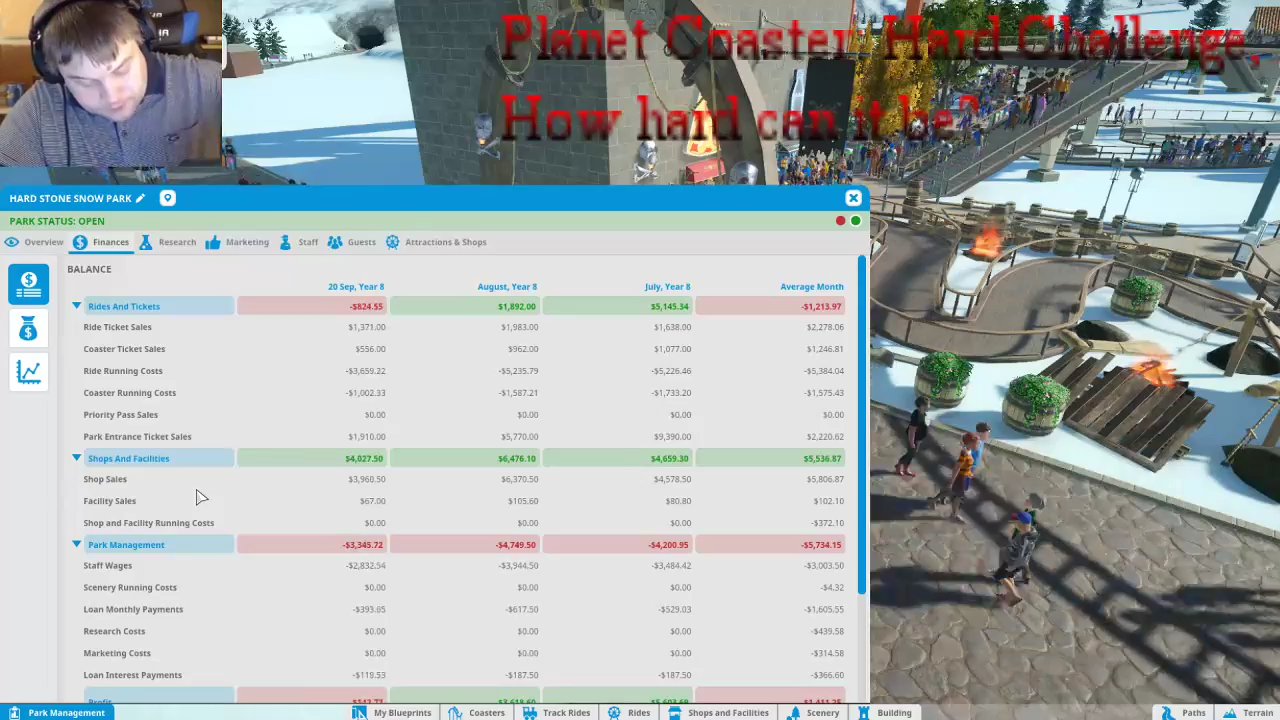 Planet Coaster: Hard Challenge,
How hard can it be?
HARD STONE SNOW PARK
PARK STATUS: OPEN
Overview Finances Research Marketing Staff Guests Attractions & Shops
BALANCE
20 Sep, Year 8 August, Year 8 July, Year 8 Average Month
Rides And Tickets -$824.55 $1,892.00 $5,145.34 -$1,213.97
Ride Ticket Sales $1,371.00 $1,983.00 $1,638.00 $2,278.06
Coaster Ticket Sales $556.00 $962.00 $1,077.00 $1,246.81
Ride Running Costs -$3,659.22 -$5,235.79 -$5,226.46 -$5,384.04
Coaster Running Costs -$1,002.33 -$1,587.21 -$1,733.20 -$1,575.43
Priority Pass Sales $0.00 $0.00 $0.00 $0.00
Park Entrance Ticket Sales $1,910.00 $5,770.00 $9,390.00 $2,220.62
Shops And Facilities $4,027.50 $6,476.10 $4,659.30 $5,536.87
Shop Sales $3,960.50 $6,370.50 $4,578.50 $5,806.87
Facility Sales $67.00 $105.60 $80.80 $102.10
Shop and Facility Running Costs $0.00 $0.00 $0.00 -$372.10
Park Management -$3,345.72 -$4,749.50 -$4,200.95 -$5,734.15
Staff Wages -$2,832.54 -$3,944.50 -$3,484.42 -$3,003.50
Scenery Running Costs $0.00 $0.00 $0.00 -$4.32
Loan Monthly Payments -$393.65 -$617.50 -$529.03 -$1,605.55
Research Costs $0.00 $0.00 $0.00 -$439.58
Marketing Costs $0.00 $0.00 $0.00 -$314.58
Loan Interest Payments -$119.53 -$187.50 -$187.50 -$366.60
Profit
Park Management My Blueprints Coasters Track Rides Rides Shops and Facilities Scenery Building Paths Terrain